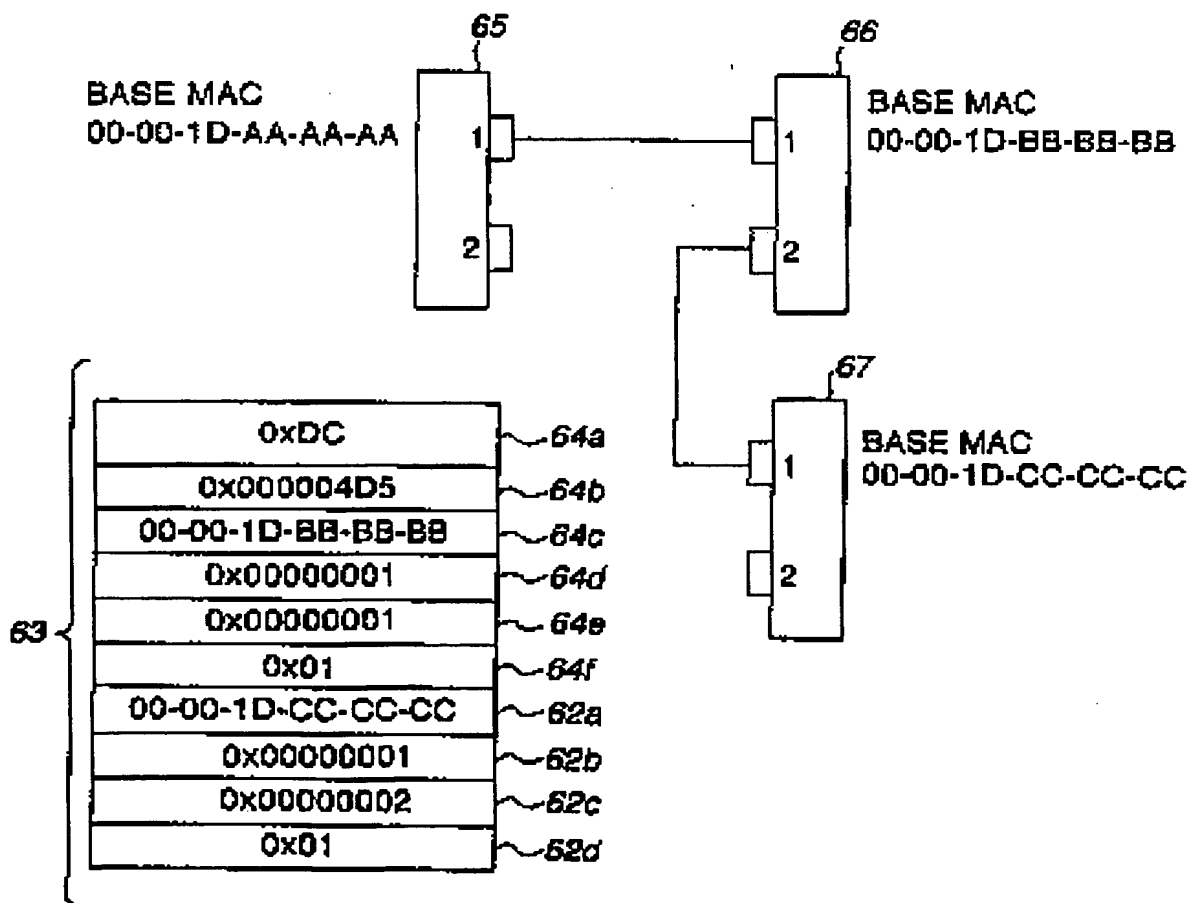 65
BASE MAC
00-00-1D-AA-AA-AA
1
2
66
BASE MAC
00-00-1D-BB-BB-BB
1
2
67
BASE MAC
00-00-1D-CC-CC-CC
1
2
63
0xDC 64a
0x000004D5 64b
00-00-1D-BB-BB-BB 64c
0x00000001 64d
0x00000001 64e
0x01 64f
00-00-1D-CC-CC-CC 62a
0x00000001 62b
0x00000002 62c
0x01 62d